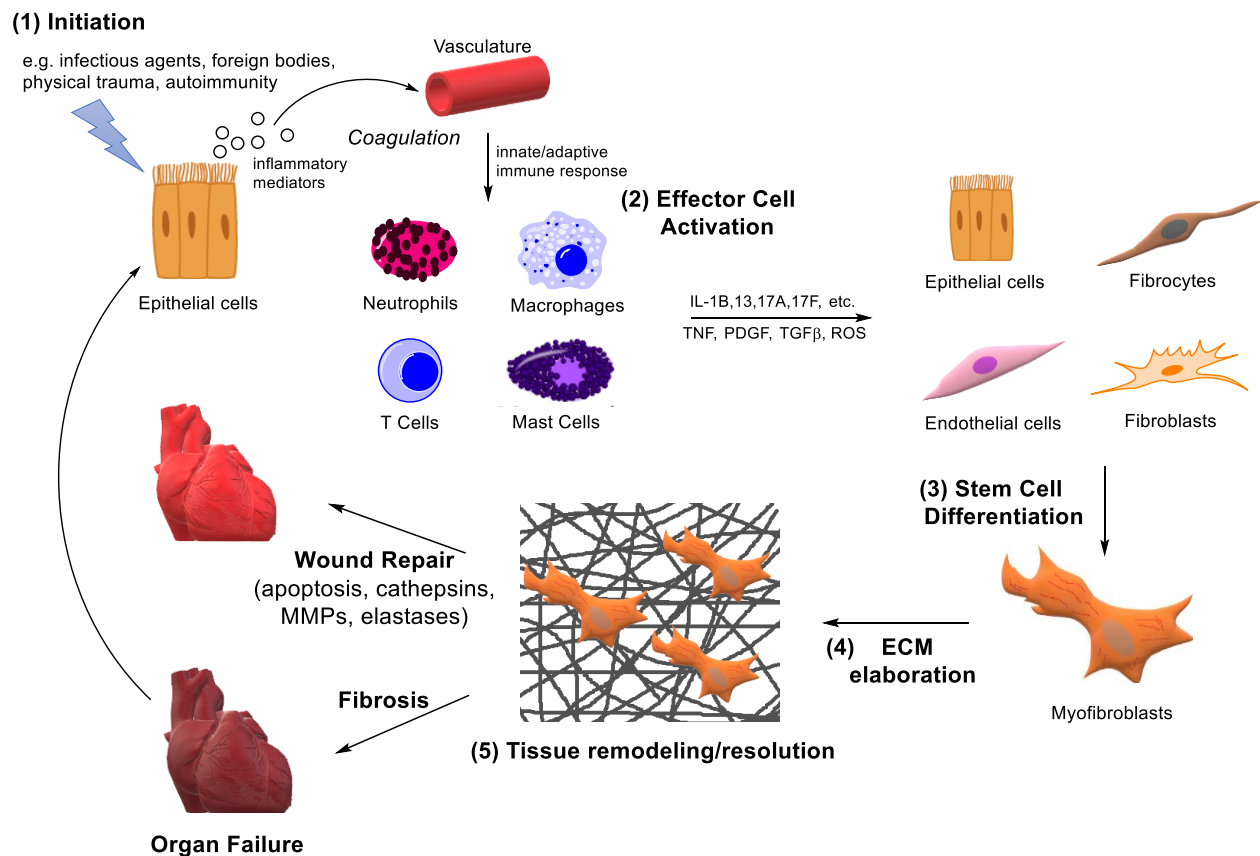 (1) Initiation
e.g. infectious agents, foreign bodies,
physical trauma, autoimmunity
Vasculature
Coagulation
inflammatory
mediators
innate/adaptive
immune response
Epithelial cells
(2) Effector Cell
Activation
Neutrophils
Macrophages
T Cells
Mast Cells
IL-1B,13,17A,17F, etc.
TNF, PDGF, TGFβ, ROS
Epithelial cells
Fibrocytes
Endothelial cells
Fibroblasts
(3) Stem Cell
Differentiation
Myofibroblasts
(4) ECM
elaboration
(5) Tissue remodeling/resolution
Wound Repair
(apoptosis, cathepsins,
MMPs, elastases)
Fibrosis
Organ Failure